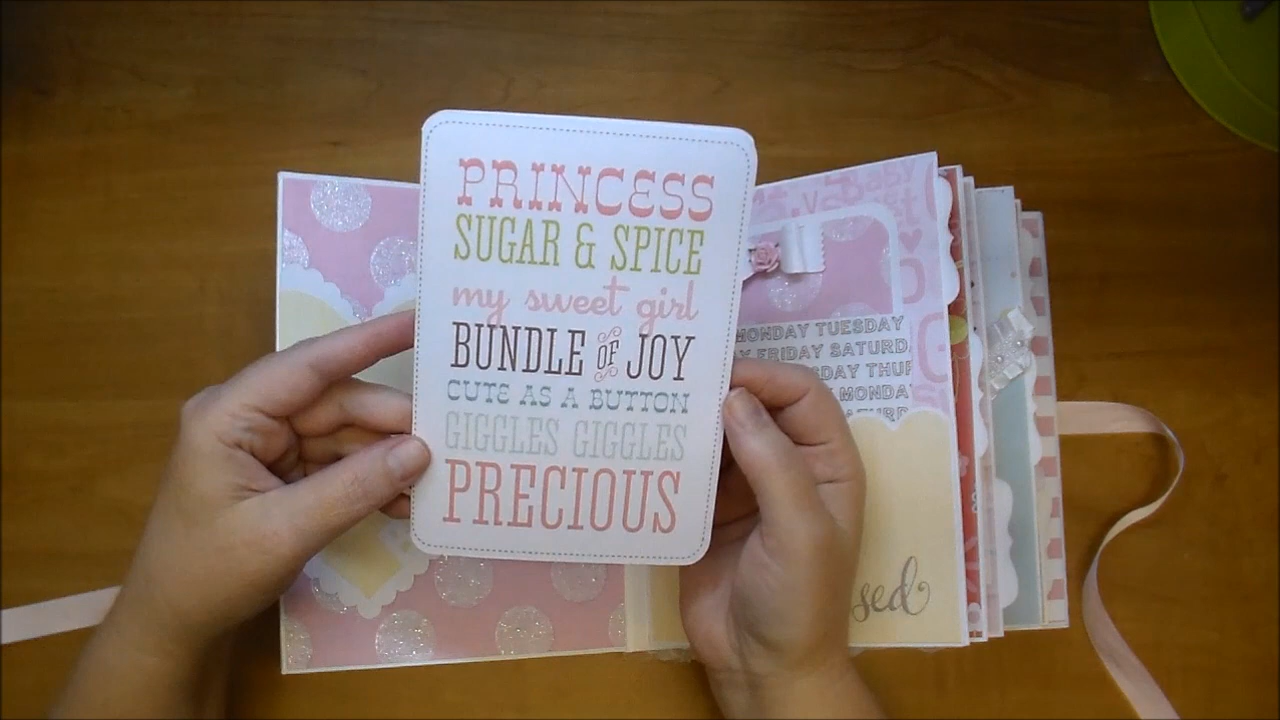 PRINCESS
SUGAR & SPICE
my sweet girl
BUNDLE OF JOY
CUTE AS A BUTTON
GIGGLES GIGGLES
PRECIOUS
Baby
MONDAY TUESDAY
FRIDAY
MONDA
sed